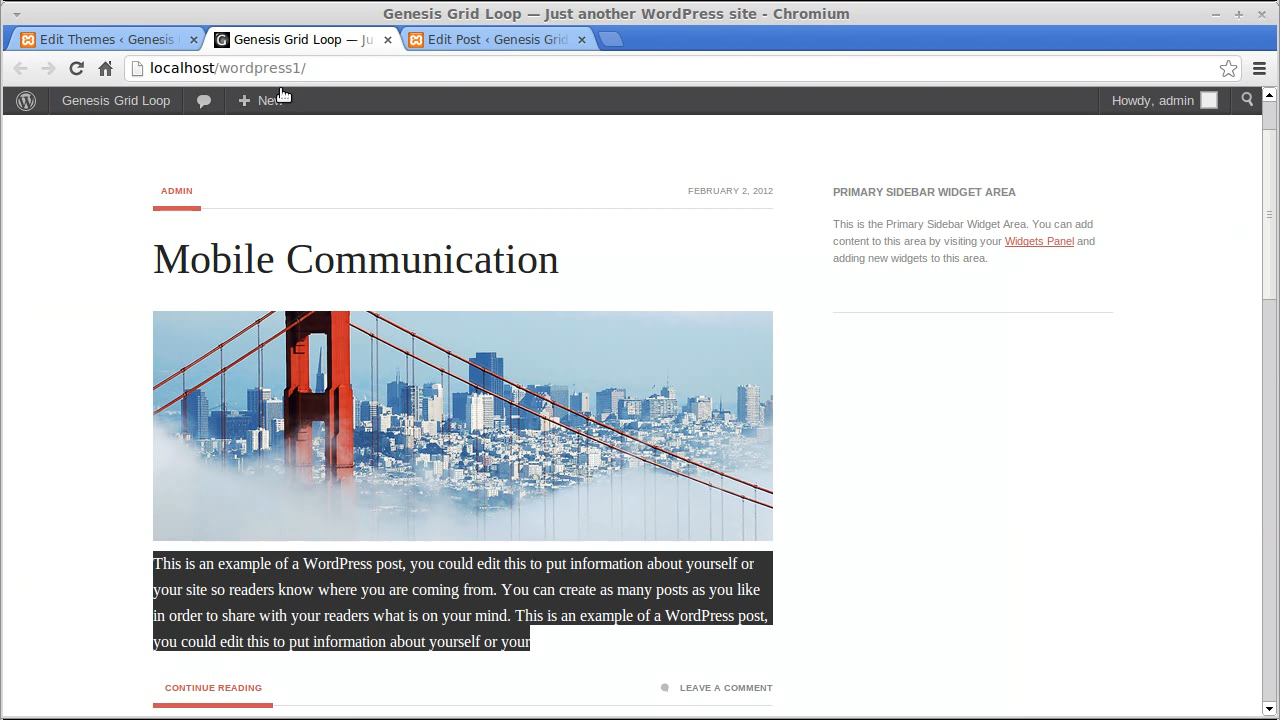 Genesis Grid Loop — Just another WordPress site - Chromium
Edit Themes ‹ Genesis
Genesis Grid Loop — Ju
Edit Post ‹ Genesis Grid
localhost/wordpress1/
Genesis Grid Loop
New
Howdy, admin
ADMIN
FEBRUARY 2, 2012
Mobile Communication
This is an example of a WordPress post, you could edit this to put information about yourself or
your site so readers know where you are coming from. You can create as many posts as you like
in order to share with your readers what is on your mind. This is an example of a WordPress post,
you could edit this to put information about yourself or your
CONTINUE READING
LEAVE A COMMENT
PRIMARY SIDEBAR WIDGET AREA
This is the Primary Sidebar Widget Area. You can add
content to this area by visiting your Widgets Panel and
adding new widgets to this area.